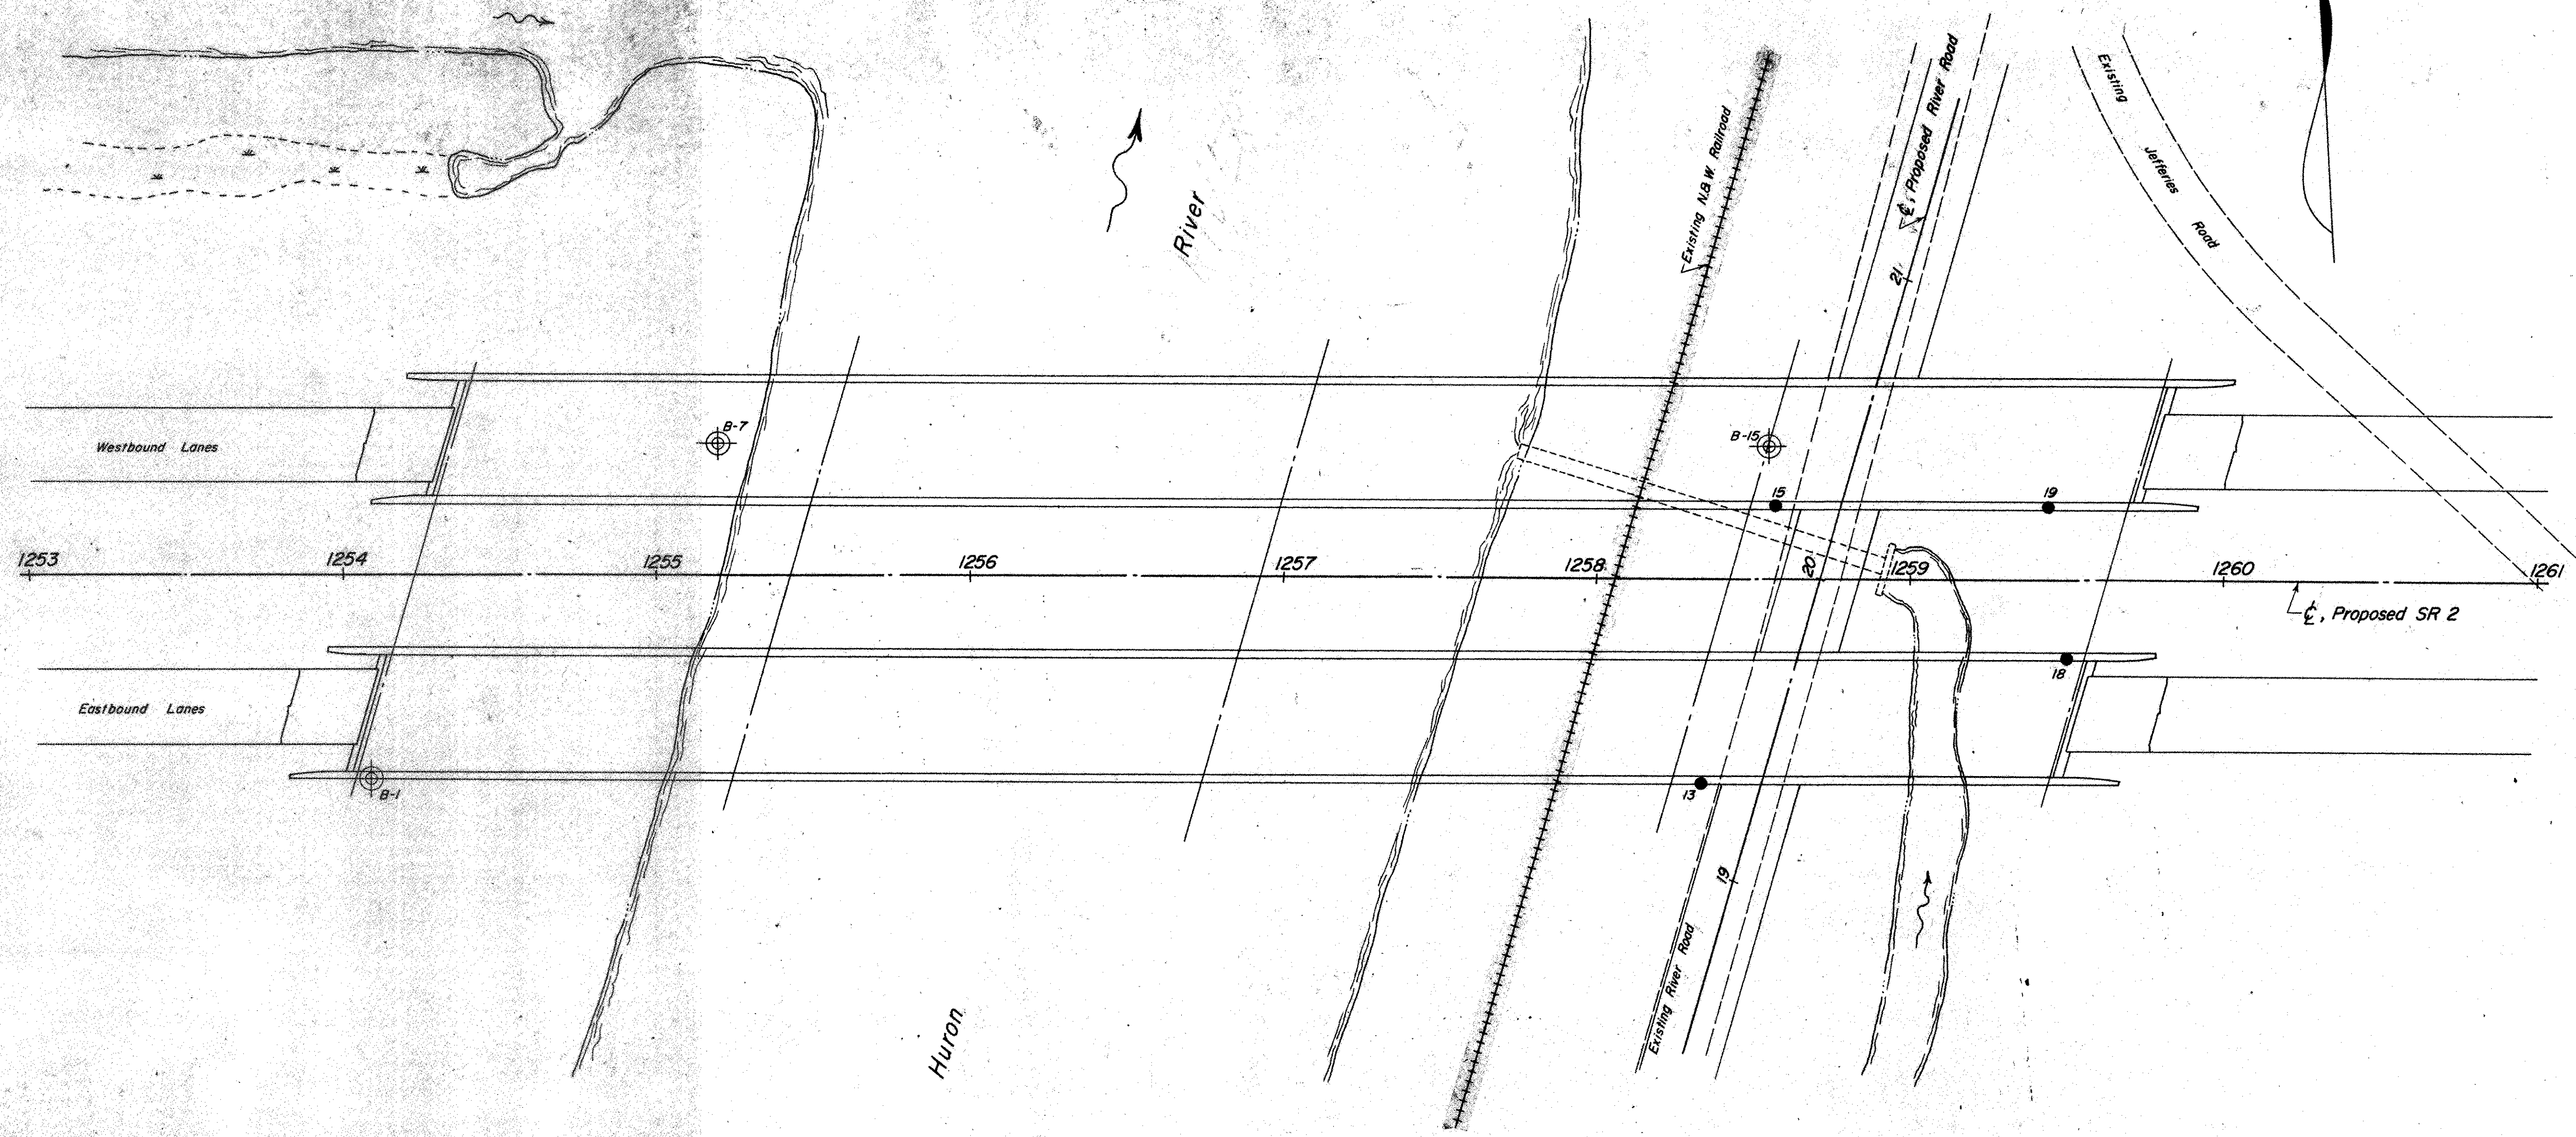 River
Existing N.&W. Railroad
℄, Proposed River Road
Existing
Jefferies
Road
21
B-7
B-15
Westbound Lanes
15
19
1253
1254
1255
1256
1257
1258
20
1259
1260
1261
℄, Proposed SR 2
18
Eastbound Lanes
B-1
13
19
Existing River Road
Huron